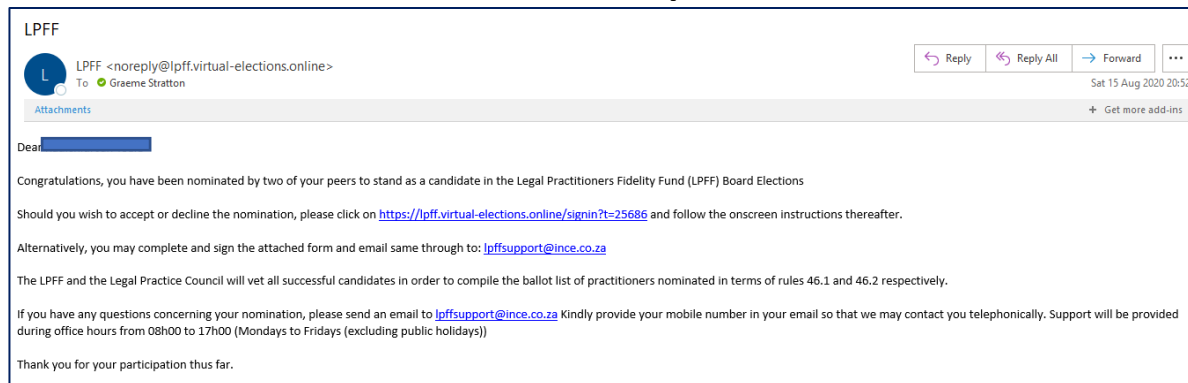 LPFF
L
LPFF <noreply@lpff.virtual-elections.online>
To Graeme Stratton
Reply
Reply All
Forward
Sat 15 Aug 2020 20:52
Attachments
+ Get more add-ins
Dear
Congratulations, you have been nominated by two of your peers to stand as a candidate in the Legal Practitioners Fidelity Fund (LPFF) Board Elections
Should you wish to accept or decline the nomination, please click on https://lpff.virtual-elections.online/signin?t=25686 and follow the onscreen instructions thereafter.
Alternatively, you may complete and sign the attached form and email same through to: lpffsupport@ince.co.za
The LPFF and the Legal Practice Council will vet all successful candidates in order to compile the ballot list of practitioners nominated in terms of rules 46.1 and 46.2 respectively.
If you have any questions concerning your nomination, please send an email to lpffsupport@ince.co.za Kindly provide your mobile number in your email so that we may contact you telephonically. Support will be provided
during office hours from 08h00 to 17h00 (Mondays to Fridays (excluding public holidays))
Thank you for your participation thus far.